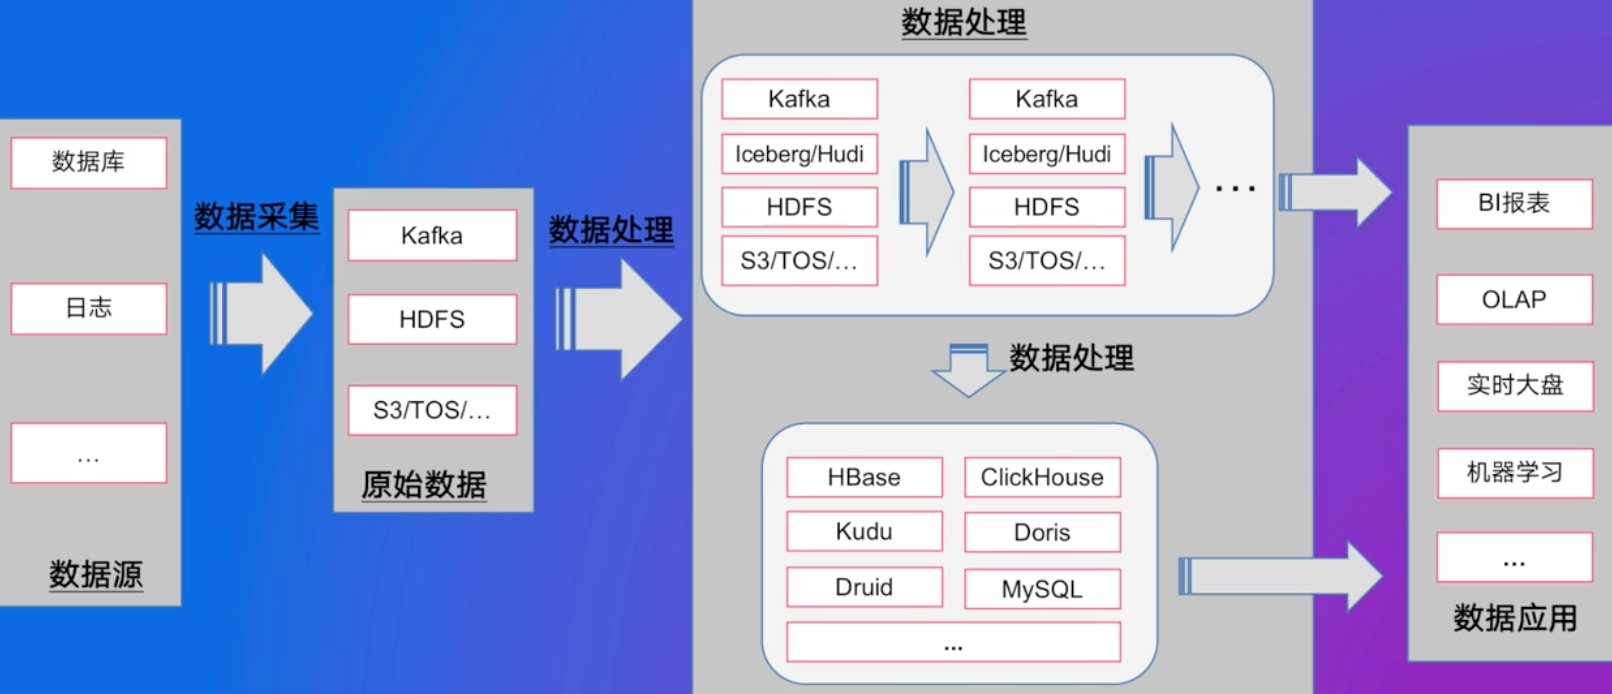 数据库
日志
...
数据源
数据采集
Kafka
HDFS
S3/TOS/...
原始数据
数据处理
数据处理
Kafka
Iceberg/Hudi
HDFS
S3/TOS/...
Kafka
Iceberg/Hudi
HDFS
S3/TOS/...
...
数据处理
HBase
ClickHouse
Kudu
Doris
Druid
MySQL
...
BI报表
OLAP
实时大盘
机器学习
...
数据应用